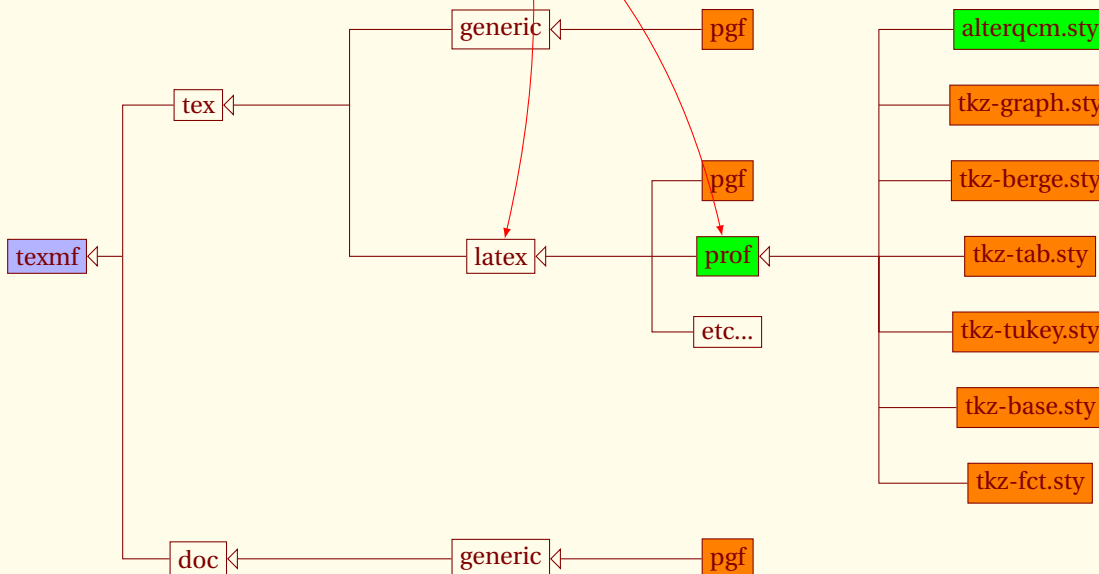 generic
pgf
alterqcm.sty
tex
tkz-graph.sty
pgf
tkz-berge.sty
texmf
latex
prof
tkz-tab.sty
etc...
tkz-tukey.sty
tkz-base.sty
tkz-fct.sty
doc
generic
pgf